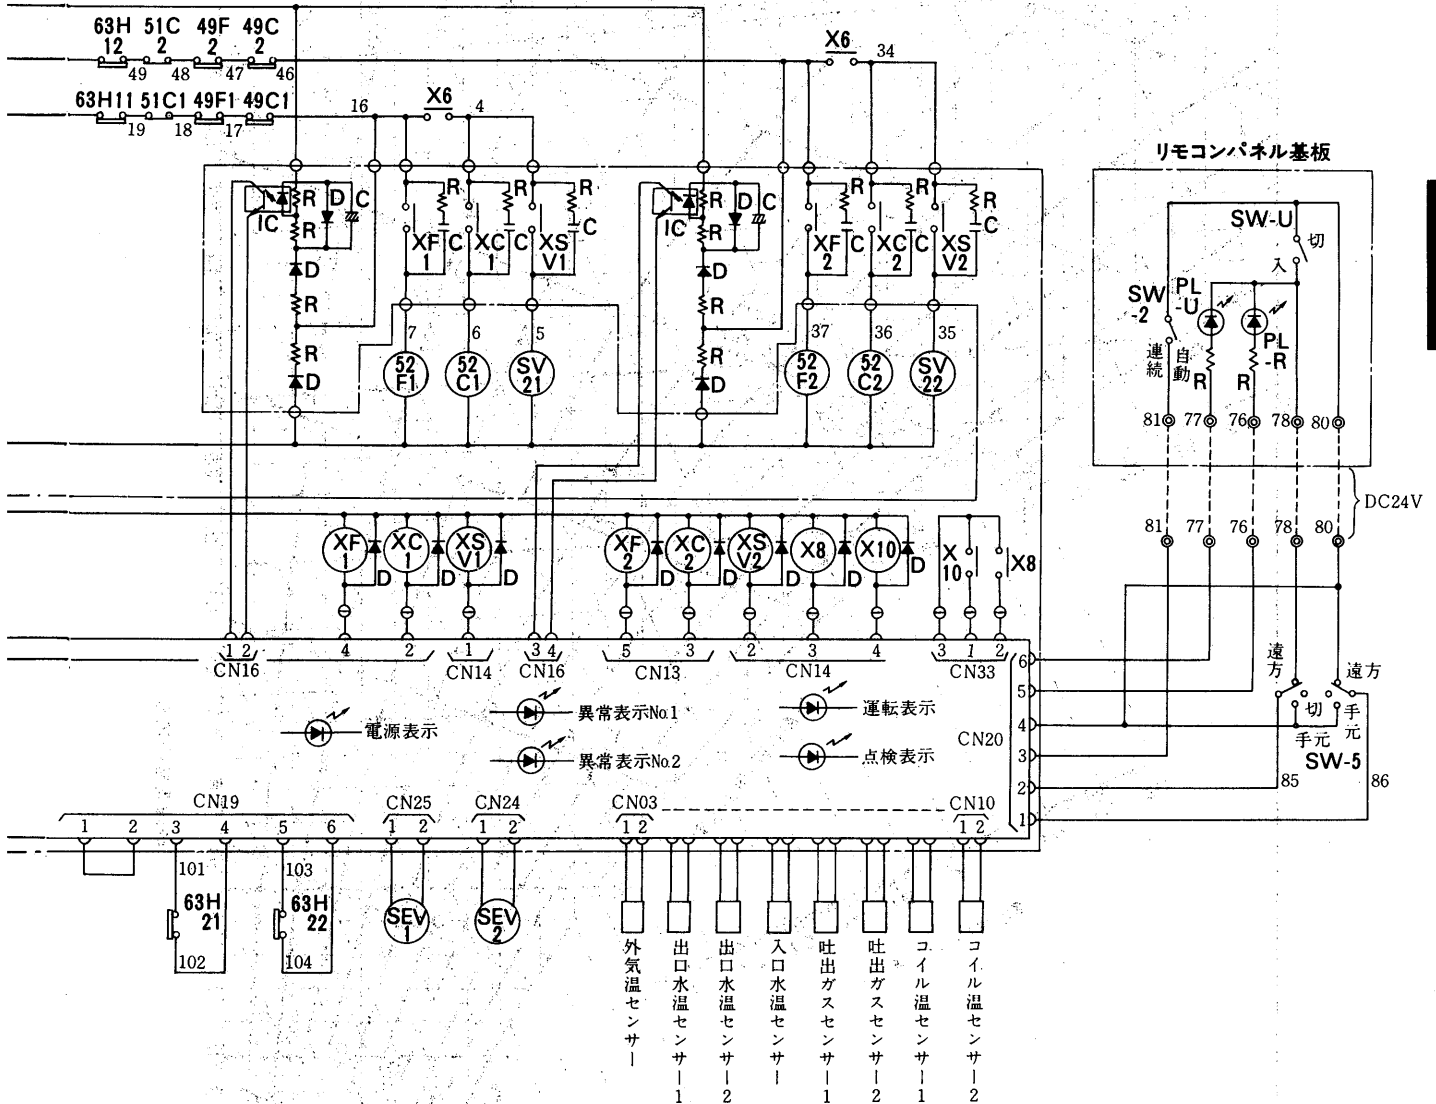 63H 51C 49F 49C
12 2 2 2
49 48 47 46
X6 34
63H11 51C1 49F1 49C1
19 18 17
16 X6 4
リモコンパネル基板
IC R D C
R
D
R
R
D
R C
XF
1
R C
XC
1
R C
XS
V1
IC R D C
R
D
R
R
D
R C
XF
2
R C
XC
2
R C
XS
V2
7 6 5
52
F1
52
C1
SV
21
37 36 35
52
F2
52
C2
SV
22
SW-U
切
入
SW
-2
PL
-U
PL
-R
連続
自動
R R
81 77 76 78 80
DC24V
81 77 76 78 80
XF
1
D
XC
1
D
XS
V1
D
XF
2
D
XC
2
D
XS
V2
D
X8
D
X10
D
X
10
X8
1 2 4 2 1 3 4 5 3 2 3 4 3 1 2
CN16 CN14 CN16 CN13 CN14 CN33
6
5
4
3
2
1
CN20
遠方
遠方
切
手元
手元
SW-5
85 86
電源表示
異常表示No.1
異常表示No.2
運転表示
点検表示
CN19 CN25 CN24 CN03 CN10
1 2 3 4 5 6 1 2 1 2 1 2 1 2
101 103
63H
21
63H
22
102 104
SEV
1
SEV
2
外気温センサー
出口水温センサー1
出口水温センサー2
入口水温センサー
吐出ガスセンサー1
吐出ガスセンサー2
コイル温センサー1
コイル温センサー2